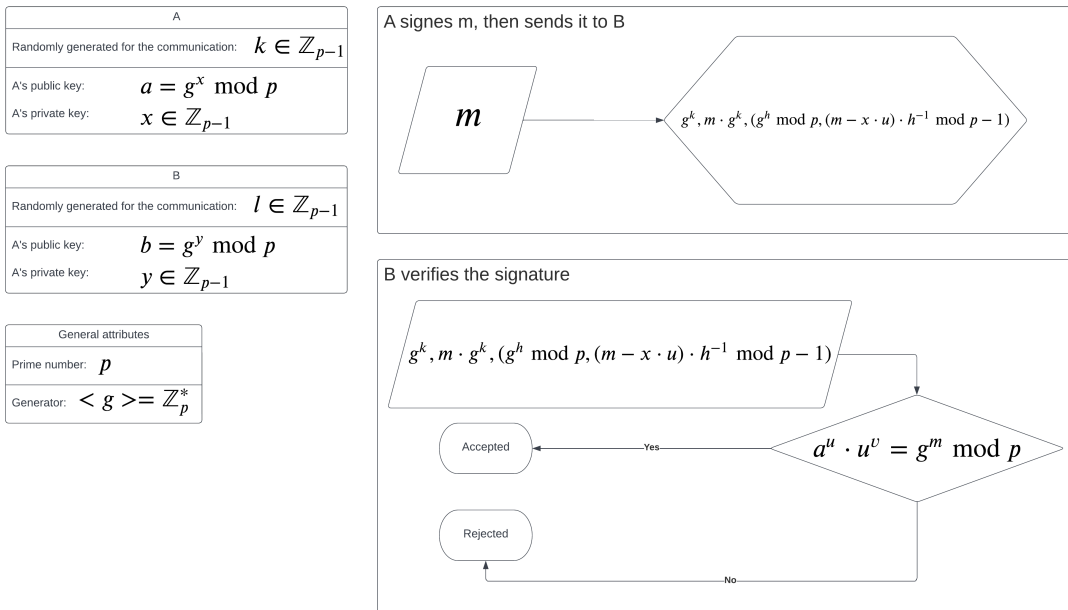 A
Randomly generated for the communication: k ∈ ℤ_{p−1}
A's public key: a = g^x mod p
A's private key: x ∈ ℤ_{p−1}
B
Randomly generated for the communication: l ∈ ℤ_{p−1}
A's public key: b = g^y mod p
A's private key: y ∈ ℤ_{p−1}
General attributes
Prime number: p
Generator: < g >= ℤ_p^*
A signes m, then sends it to B
m
g^k, m · g^k, (g^h mod p, (m − x · u) · h^{−1} mod p − 1)
B verifies the signature
g^k, m · g^k, (g^h mod p, (m − x · u) · h^{−1} mod p − 1)
a^u · u^v = g^m mod p
Yes
Accepted
Rejected
No